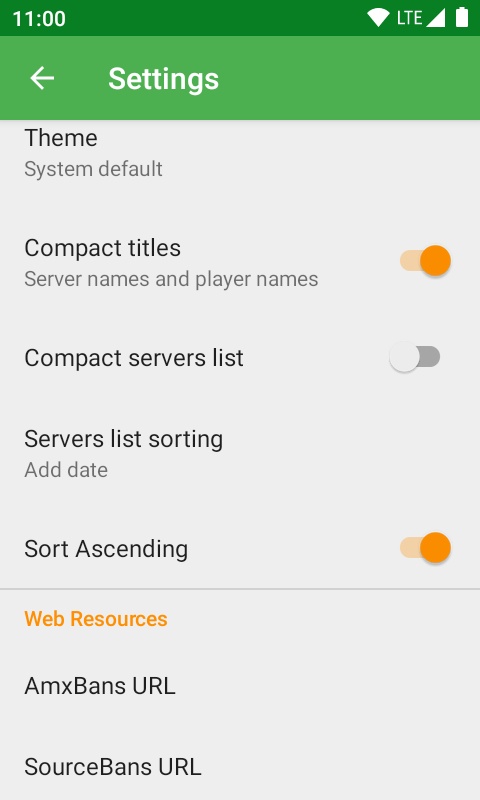 11:00
LTE
Settings
Theme
System default
Compact titles
Server names and player names
Compact servers list
Servers list sorting
Add date
Sort Ascending
Web Resources
AmxBans URL
SourceBans URL